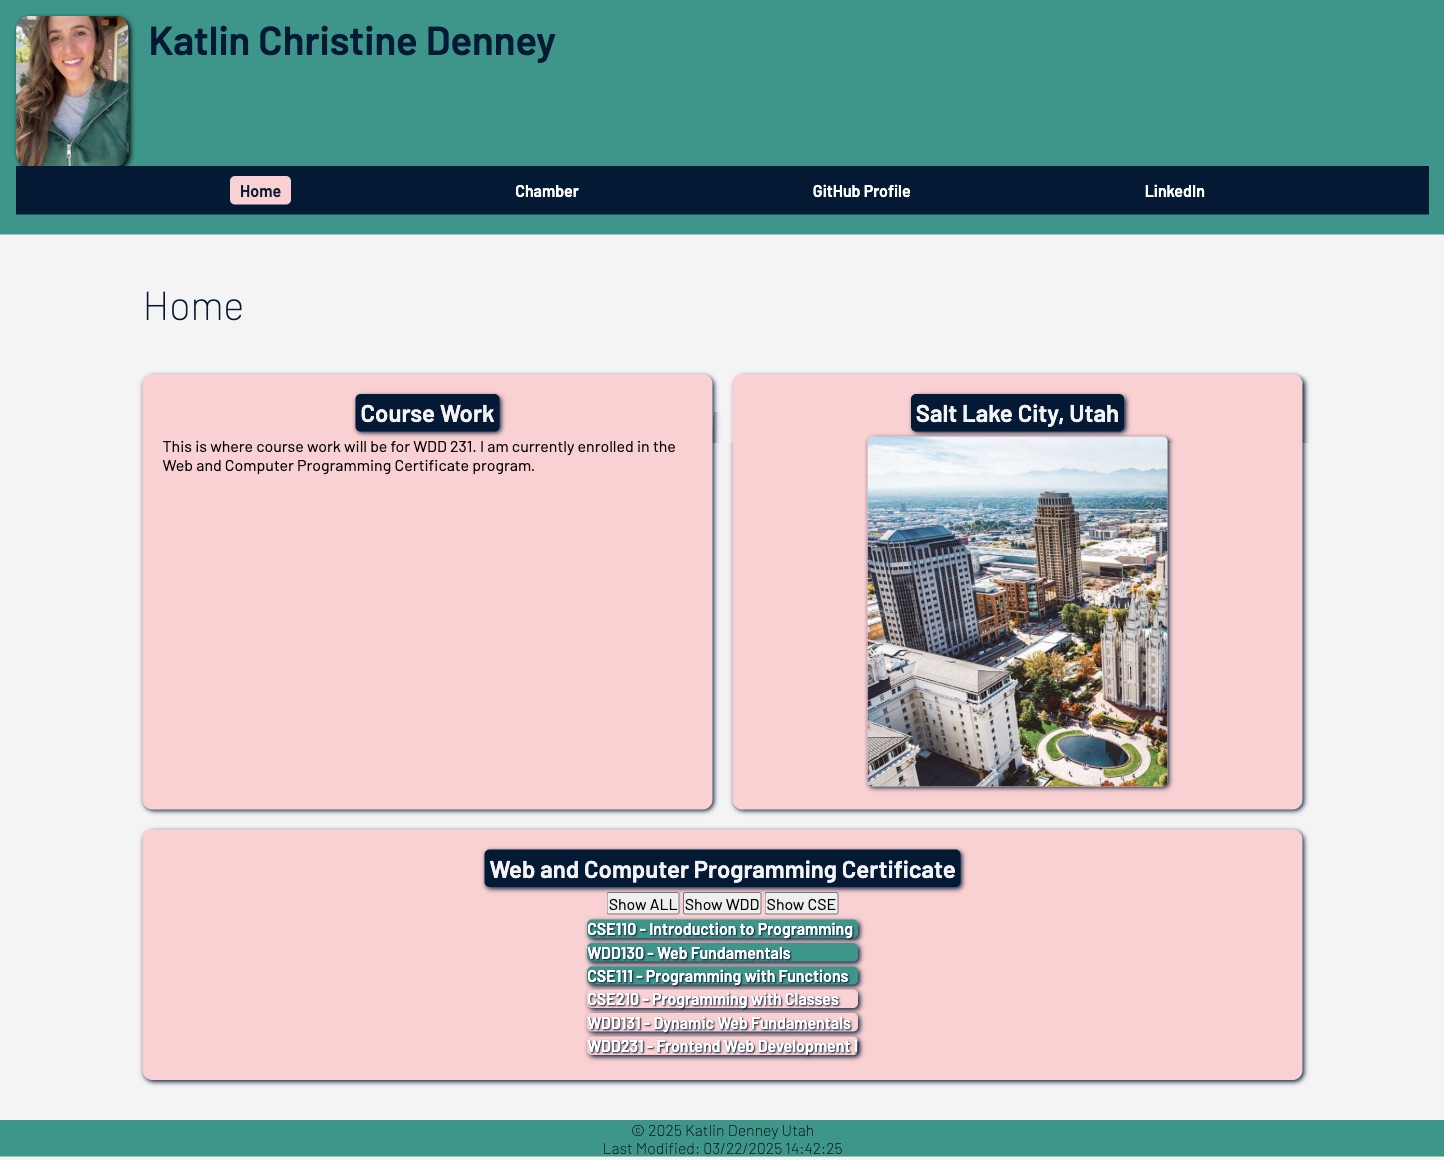 Katlin Christine Denney
Home
Chamber
GitHub Profile
LinkedIn
Home
Course Work
This is where course work will be for WDD 231. I am currently enrolled in the
Web and Computer Programming Certificate program.
Salt Lake City, Utah
Web and Computer Programming Certificate
Show ALL
Show WDD
Show CSE
CSE110 - Introduction to Programming
WDD130 - Web Fundamentals
CSE111 - Programming with Functions
CSE210 - Programming with Classes
WDD131 - Dynamic Web Fundamentals
WDD231 - Frontend Web Development I
© 2025 Katlin Denney Utah
Last Modified: 03/22/2025 14:42:25